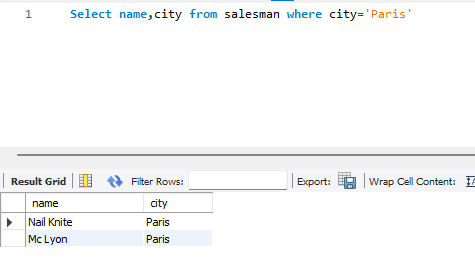 1 Select name,city from salesman where city='Paris'
Result Grid Filter Rows: Export: Wrap Cell Content:
name city
Nail Knite Paris
Mc Lyon Paris